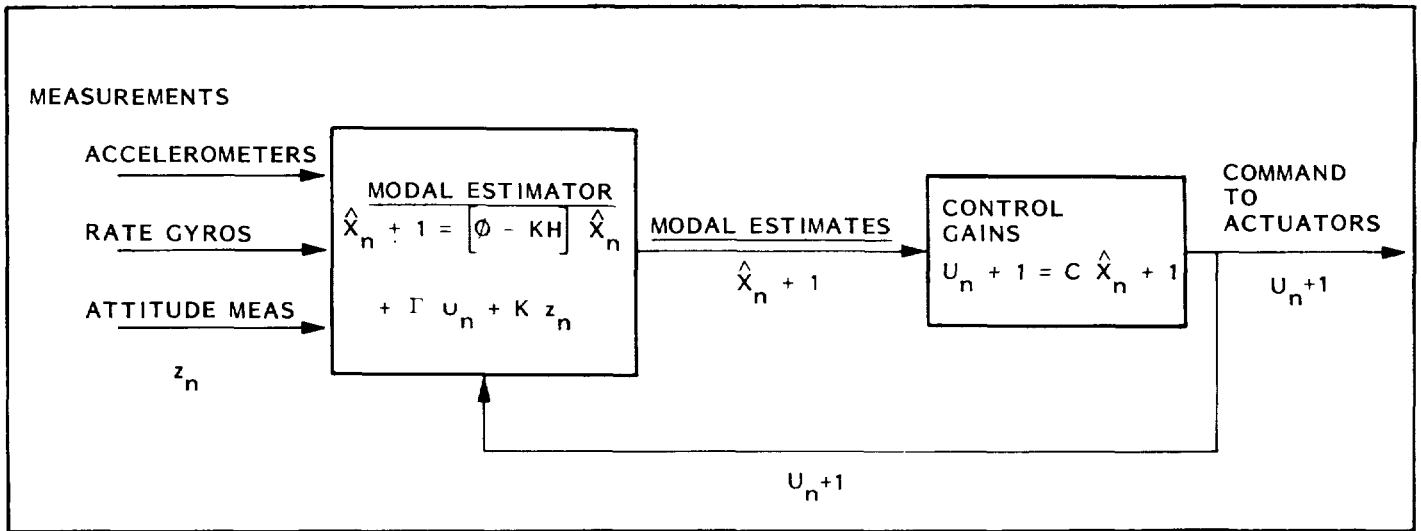 MEASUREMENTS
ACCELEROMETERS
RATE GYROS
ATTITUDE MEAS
z_n
MODAL ESTIMATOR
X̂_n + 1 = [Ø - KH] X̂_n
+ Γ u_n + K z_n
MODAL ESTIMATES
X̂_n + 1
CONTROL
GAINS
U_n + 1 = C X̂_n + 1
COMMAND
TO
ACTUATORS
U_n+1
U_n+1